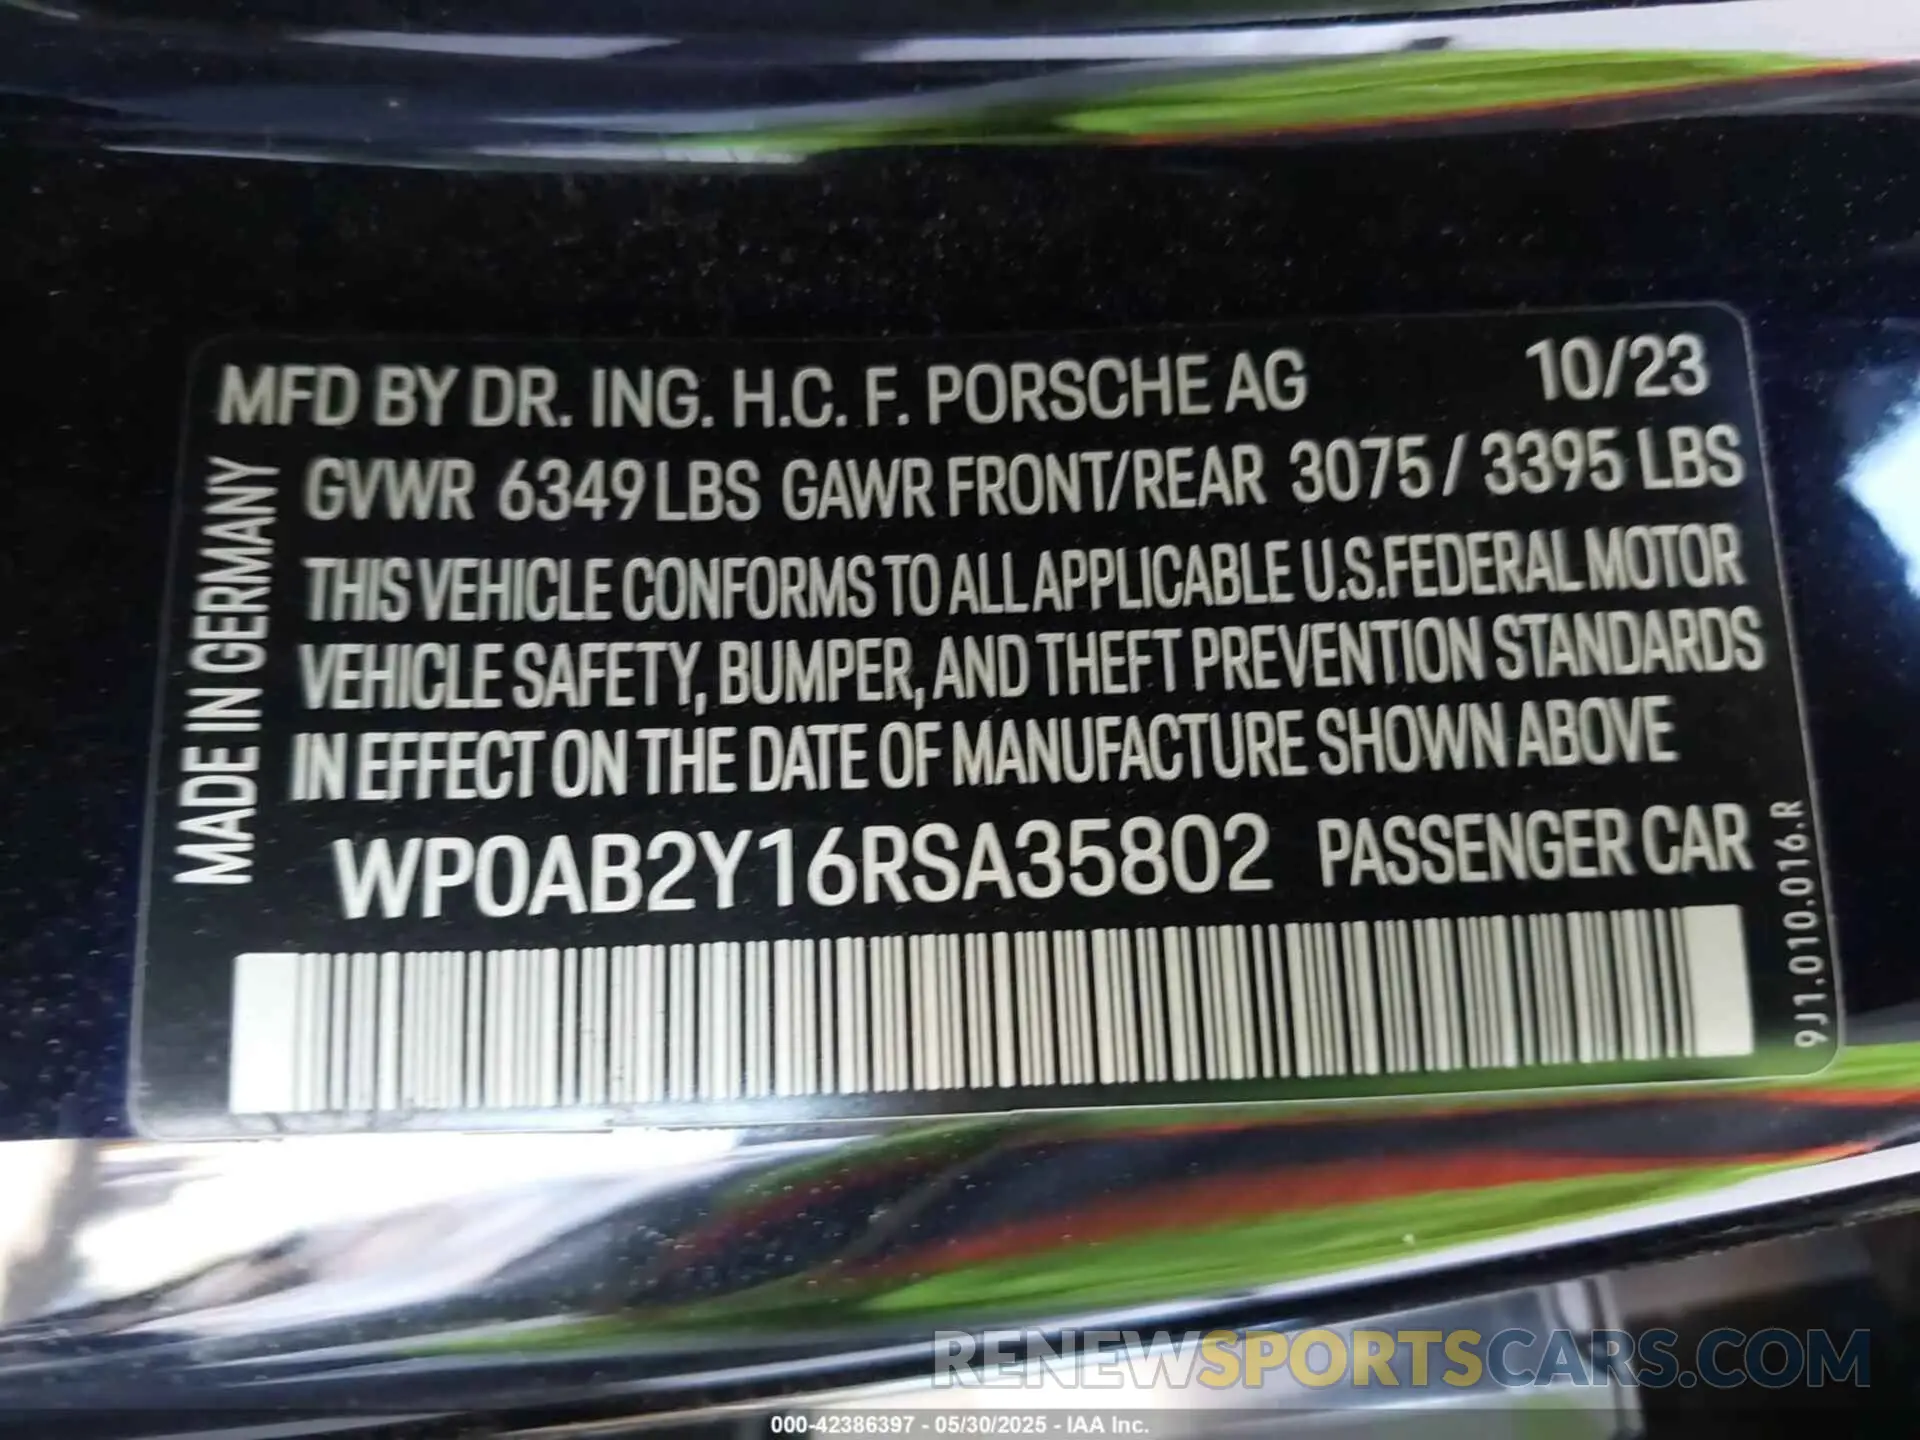 MFD BY DR. ING. H.C. F. PORSCHE AG 10/23
GVWR 6349 LBS GAWR FRONT/REAR 3075 / 3395 LBS
THIS VEHICLE CONFORMS TO ALL APPLICABLE U.S.FEDERAL MOTOR
VEHICLE SAFETY, BUMPER, AND THEFT PREVENTION STANDARDS
IN EFFECT ON THE DATE OF MANUFACTURE SHOWN ABOVE
WP0AB2Y16RSA35802 PASSENGER CAR
MADE IN GERMANY
9J1.010.016.R
RENEWSPORTSCARS.COM
000-42386397 - 05/30/2025 - IAA Inc.